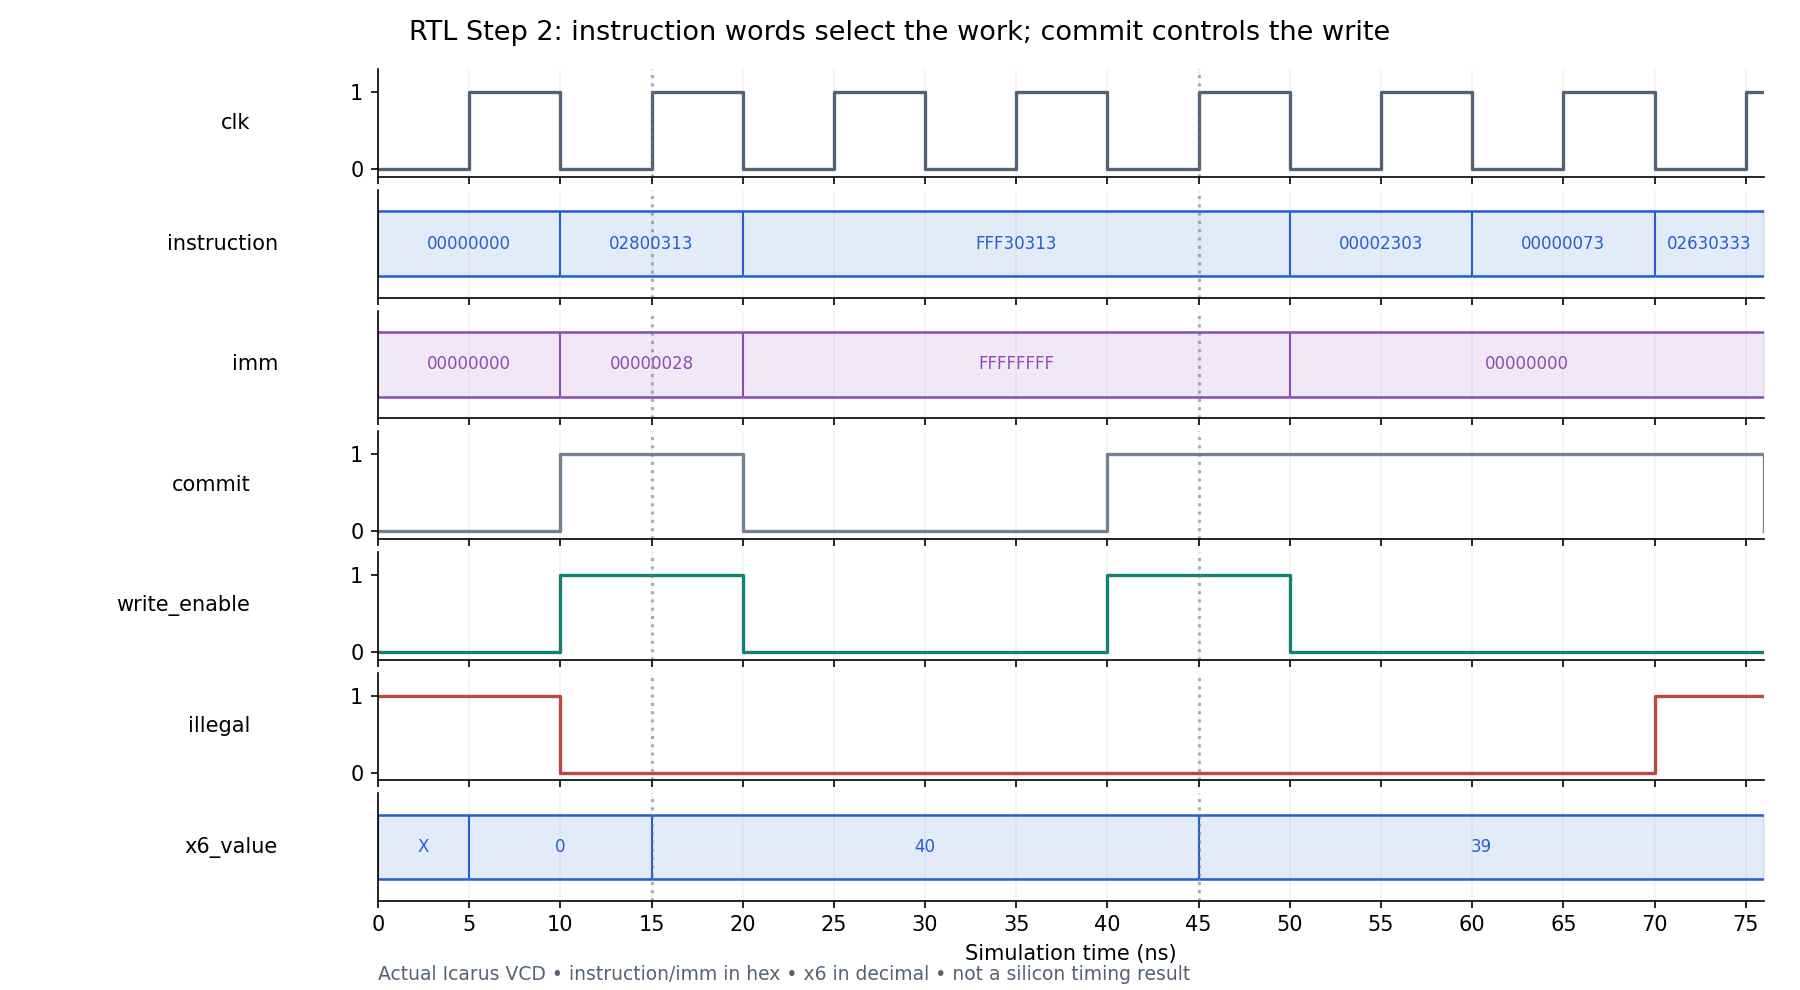 RTL Step 2: instruction words select the work; commit controls the write
clk
1
0
instruction
00000000 02800313 FFF30313 00002303 00000073 02630333
imm
00000000 00000028 FFFFFFFF 00000000
commit
1
0
write_enable
1
0
illegal
1
0
x6_value
X 0 40 39
0 5 10 15 20 25 30 35 40 45 50 55 60 65 70 75
Simulation time (ns)
Actual Icarus VCD • instruction/imm in hex • x6 in decimal • not a silicon timing result